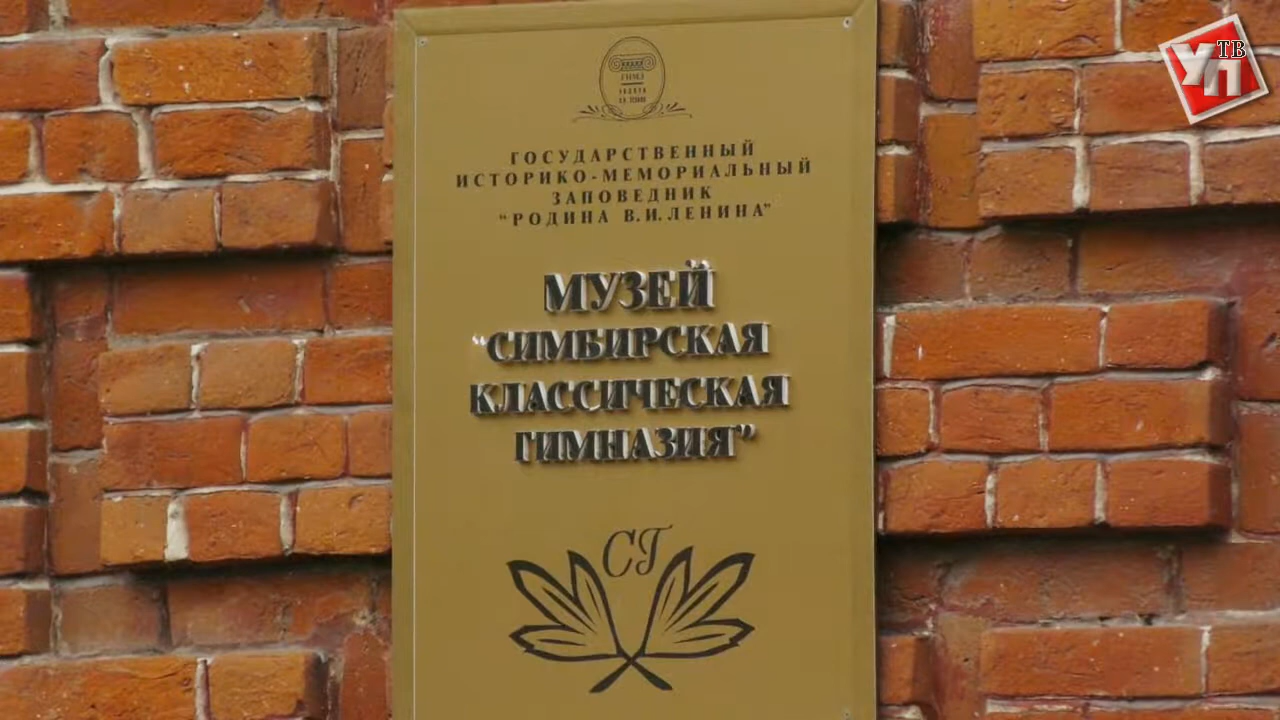 ГОСУДАРСТВЕННЫЙ
ИСТОРИКО-МЕМОРИАЛЬНЫЙ
ЗАПОВЕДНИК
“РОДИНА В.И.ЛЕНИНА”
МУЗЕЙ
“СИМБИРСКАЯ
КЛАССИЧЕСКАЯ
ГИМНАЗИЯ”
СГ
УП ТВ